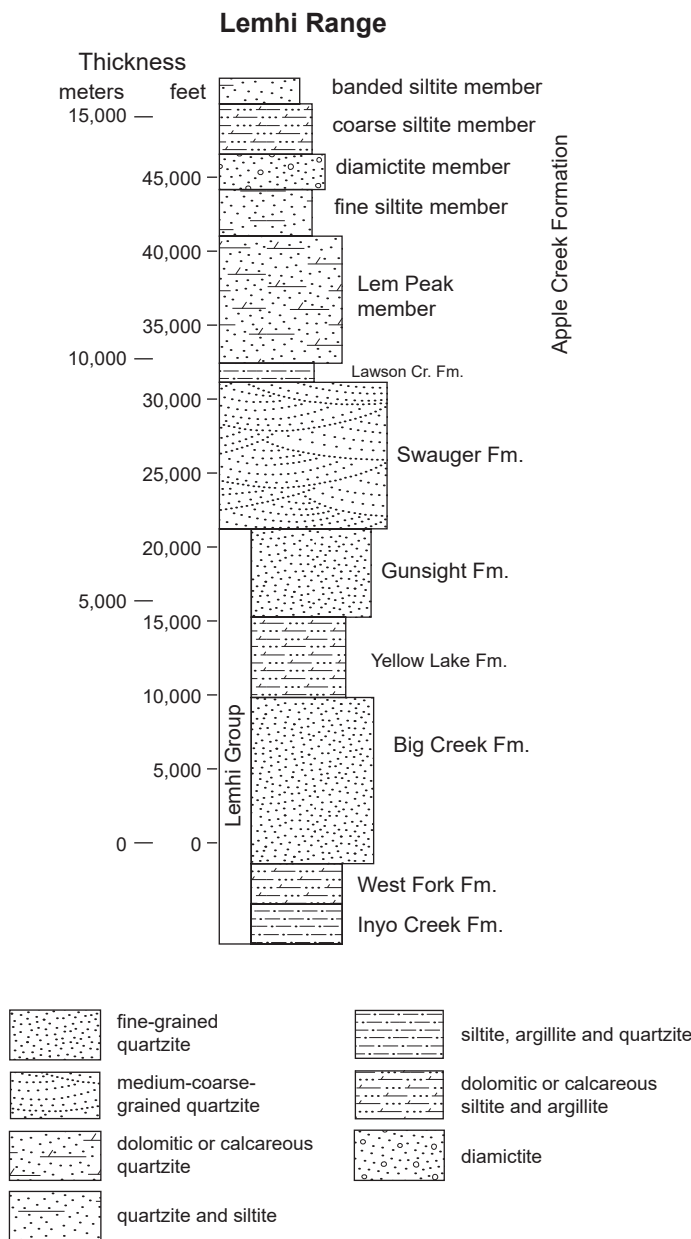 Lemhi Range
Thickness
meters feet
banded siltite member
15,000
coarse siltite member
diamictite member
45,000
fine siltite member
40,000
Lem Peak
member
35,000
10,000
Lawson Cr. Fm.
30,000
Swauger Fm.
25,000
20,000
Gunsight Fm.
5,000
15,000
Yellow Lake Fm.
10,000
Big Creek Fm.
5,000
0 0
West Fork Fm.
Inyo Creek Fm.
Apple Creek Formation
Lemhi Group
fine-grained
quartzite
medium-coarse-
grained quartzite
dolomitic or calcareous
quartzite
quartzite and siltite
siltite, argillite and quartzite
dolomitic or calcareous
siltite and argillite
diamictite